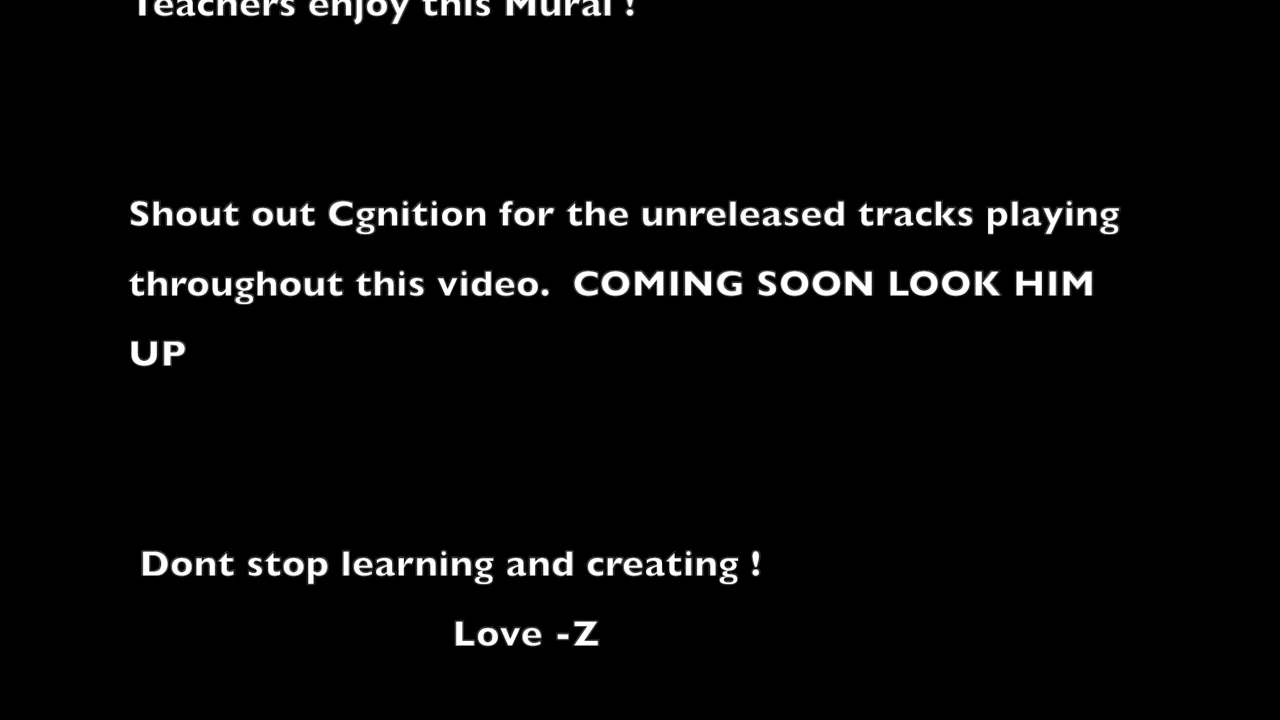 Teachers enjoy this Mural !
Shout out Cgnition for the unreleased tracks playing
throughout this video.  COMING SOON LOOK HIM
UP
Dont stop learning and creating !
Love -Z